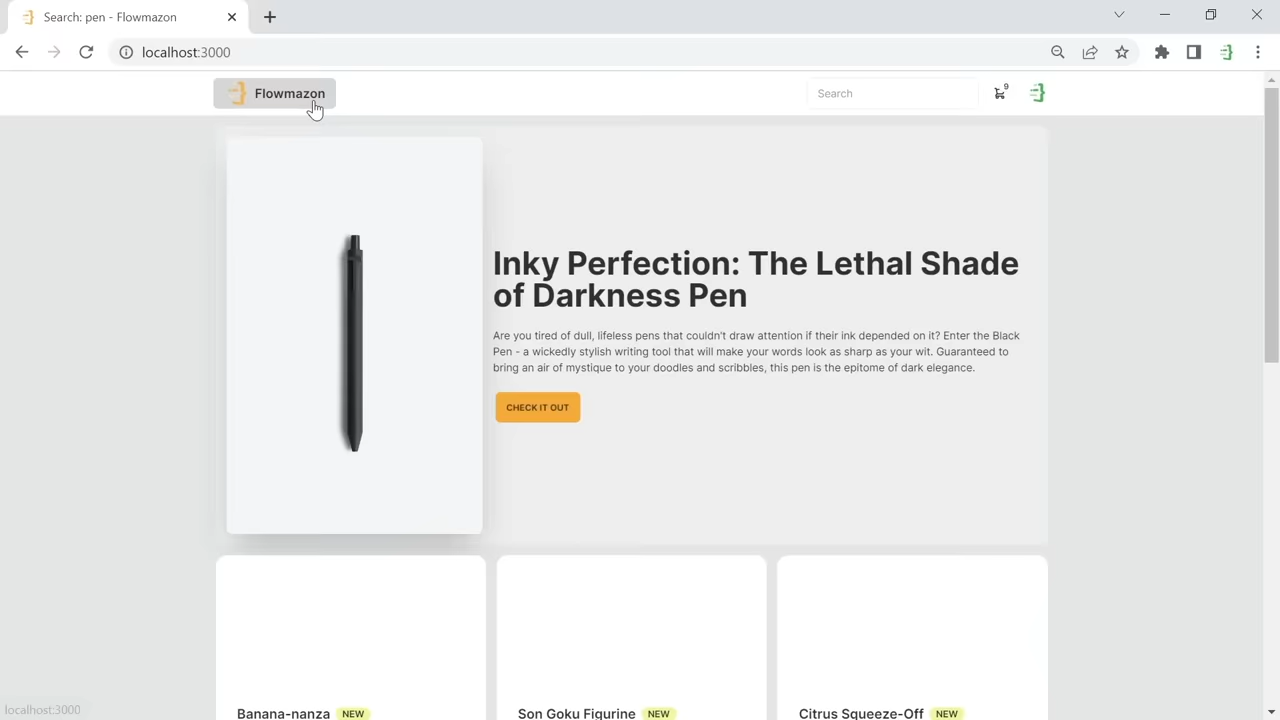 Search: pen - Flowmazon
localhost:3000
Flowmazon
Search
9
Inky Perfection: The Lethal Shade
of Darkness Pen
Are you tired of dull, lifeless pens that couldn't draw attention if their ink depended on it? Enter the Black
Pen - a wickedly stylish writing tool that will make your words look as sharp as your wit. Guaranteed to
bring an air of mystique to your doodles and scribbles, this pen is the epitome of dark elegance.
CHECK IT OUT
Banana-nanza NEW
Son Goku Figurine NEW
Citrus Squeeze-Off NEW
localhost:3000